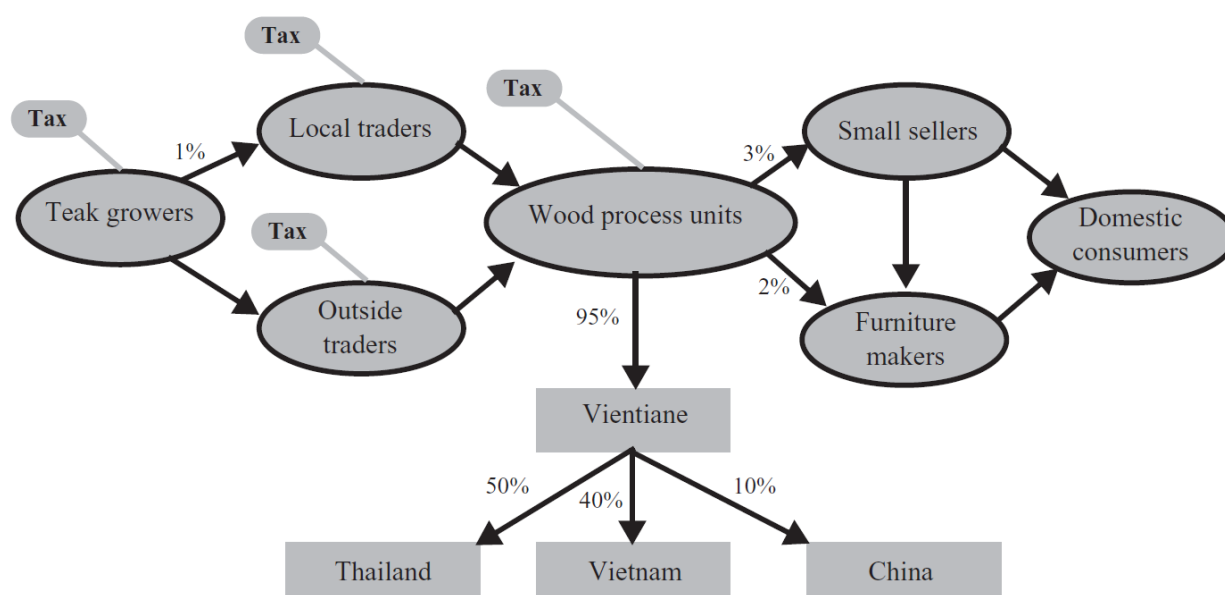 Tax
Tax
Tax
Local traders
Small sellers
1%
3%
Teak growers
Wood process units
Domestic
consumers
Tax
2%
Outside
traders
95%
Furniture
makers
Vientiane
50%
40%
10%
Thailand
Vietnam
China